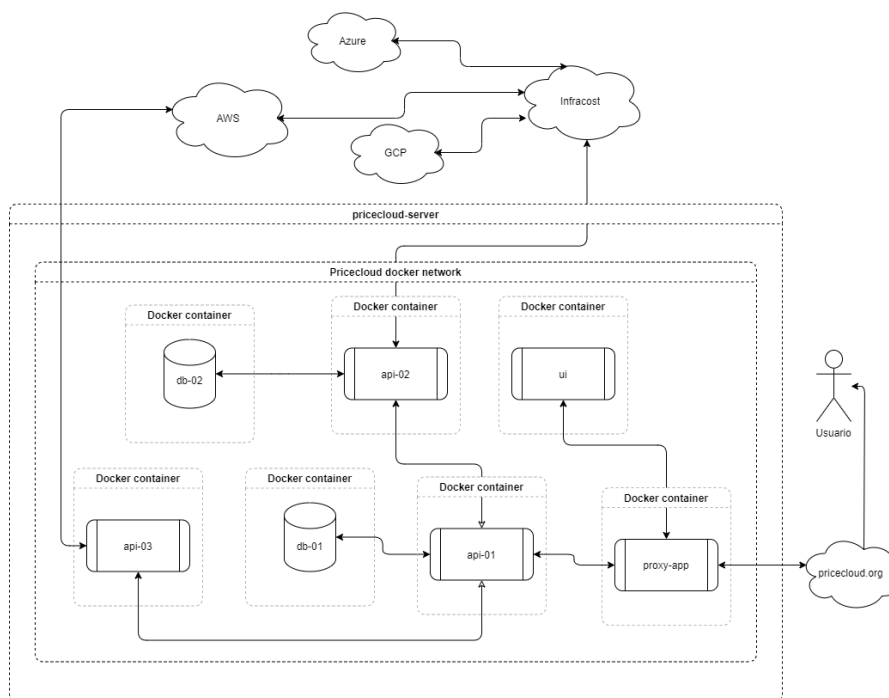 Azure
Infracost
AWS
GCP
pricecloud-server
Pricecloud docker network
Docker container
Docker container
Docker container
db-02
api-02
ui
Usuario
Docker container
Docker container
Docker container
Docker container
api-03
db-01
api-01
proxy-app
pricecloud.org